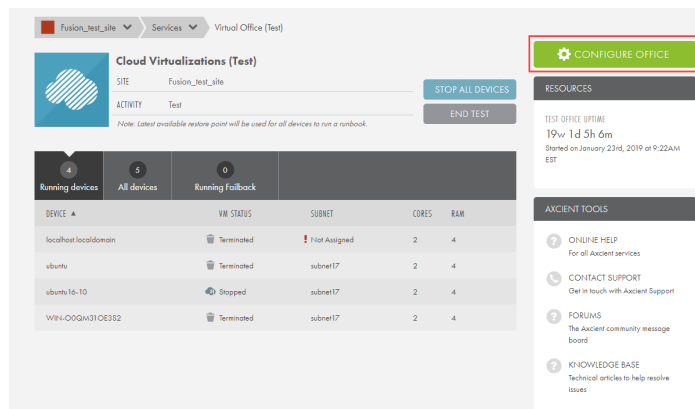 Fusion_test_site
Services
Virtual Office (Test)
Cloud Virtualizations (Test)
SITE Fusion_test_site
ACTIVITY Test
Note: Latest available restore point will be used for all devices to run a runbook.
STOP ALL DEVICES
END TEST
4
Running devices
5
All devices
0
Running Failback
DEVICE ▲ VM STATUS SUBNET CORES RAM
localhost.localdomain Terminated ! Not Assigned 2 4
ubuntu Terminated subnet17 2 4
ubuntu16-10 Stopped subnet17 2 4
WIN-O0QM31OE3S2 Terminated subnet17 2 4
CONFIGURE OFFICE
RESOURCES
TEST OFFICE UPTIME
19w 1d 5h 6m
Started on January 23rd, 2019 at 9:22AM
EST
AXCIENT TOOLS
? ONLINE HELP
For all Axcient services
CONTACT SUPPORT
Get in touch with Axcient Support
? FORUMS
The Axcient community message
board
? KNOWLEDGE BASE
Technical articles to help resolve
issues